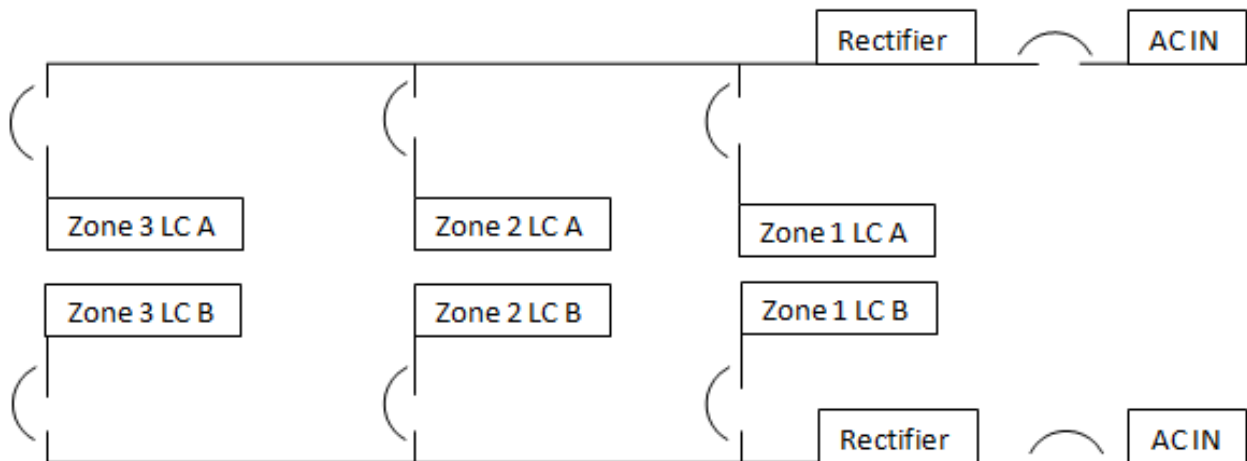 Rectifier
AC IN
Zone 3 LC A
Zone 2 LC A
Zone 1 LC A
Zone 3 LC B
Zone 2 LC B
Zone 1 LC B
Rectifier
AC IN